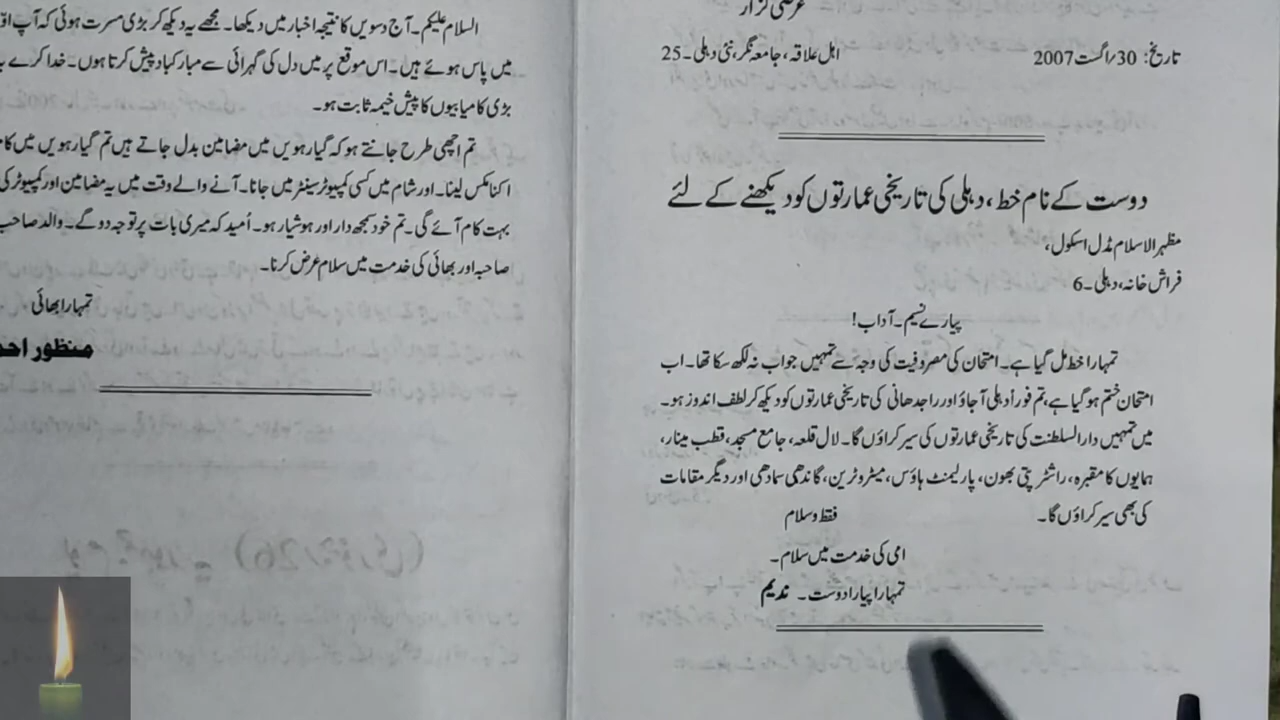 عرضی گزار
تاریخ: 30/اگست 2007 اہل علاقہ، جامعہ نگر، نئی دہلی۔25
دوست کے نام خط، دہلی کی تاریخی عمارتوں کو دیکھنے کے لئے
مظہر الاسلام مڈل اسکول،
فراش خانہ، دہلی۔6
پیارے نسیم۔ آداب!
تمہارا خط مل گیا ہے۔ امتحان کی مصروفیت کی وجہ سے تمہیں جواب نہ لکھ سکا تھا۔ اب
امتحان ختم ہو گیا ہے، تم فوراً دہلی آجاؤ اور راجدھانی کی تاریخی عمارتوں کو دیکھ کر لطف اندوز ہو۔
میں تمہیں دارالسلطنت کی تاریخی عمارتوں کی سیر کراؤں گا۔ لال قلعہ، جامع مسجد، قطب مینار،
ہمایوں کا مقبرہ، راشٹرپتی بھون، پارلیمنٹ ہاؤس، میٹرو ٹرین، گاندھی سمادھی اور دیگر مقامات
کی بھی سیر کراؤں گا۔ فقط وسلام
امی کی خدمت میں سلام۔
تمہارا پیارا دوست۔ ندیم
السلام علیکم۔ آج دسویں کا نتیجہ اخبار میں دیکھا۔ مجھے یہ دیکھ کر بڑی مسرت ہوئی کہ آپ
میں پاس ہوئے ہیں۔ اس موقع پر میں دل کی گہرائی سے مبارکباد پیش کرتا ہوں۔ خدا کرے
بڑی کامیابیوں کا پیش خیمہ ثابت ہو۔
تم اچھی طرح جانتے ہو کہ گیارہویں میں مضامین بدل جاتے ہیں تم گیارہویں میں
اکنامکس لینا۔ اور شام میں کسی کمپیوٹر سینٹر میں جانا۔ آنے والے وقت میں یہ مضامین اور کمپیوٹر کی
بہت کام آئے گی۔ تم خود سمجھ دار اور ہوشیار ہو۔ اُمید کہ میری بات پر توجہ دو گے۔ والد صاحب
صاحبہ اور بھائی کی خدمت میں سلام عرض کرنا۔
تمہارا بھائی
منظور احمد